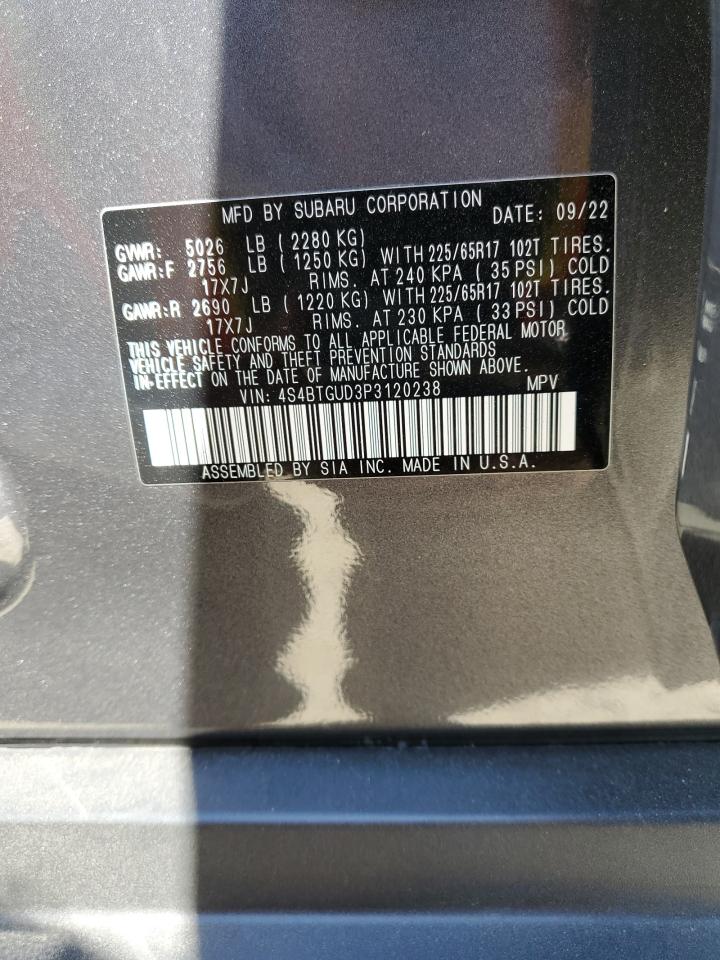 MFD BY SUBARU CORPORATION DATE: 09/22
GVWR: 5026 LB ( 2280 KG)
GAWR:F 2756 LB ( 1250 KG) WITH 225/65R17 102T TIRES.
17X7J RIMS. AT 240 KPA ( 35 PSI) COLD
GAWR:R 2690 LB ( 1220 KG) WITH 225/65R17 102T TIRES.
17X7J RIMS. AT 230 KPA ( 33 PSI) COLD
THIS VEHICLE CONFORMS TO ALL APPLICABLE FEDERAL MOTOR
VEHICLE SAFETY AND THEFT PREVENTION STANDARDS
IN-EFFECT ON THE DATE OF MANUFACTURE SHOWN ABOVE.
VIN: 4S4BTGUD3P3120238 MPV
ASSEMBLED BY SIA INC. MADE IN U.S.A.